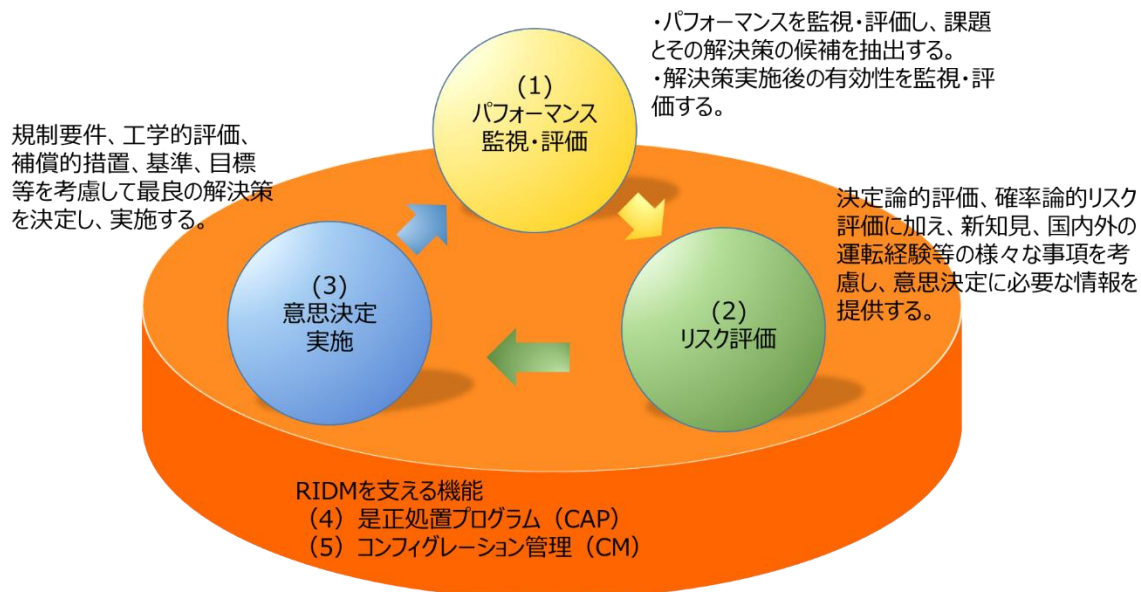 ・パフォーマンスを監視・評価し、課題
とその解決策の候補を抽出する。
・解決策実施後の有効性を監視・評
価する。
(1)
パフォーマンス
監視・評価
規制要件、工学的評価、
補償的措置、基準、目標
等を考慮して最良の解決策
を決定し、実施する。
決定論的評価、確率論的リスク
評価に加え、新知見、国内外の
運転経験等の様々な事項を考
慮し、意思決定に必要な情報を
提供する。
(3)
意思決定
実施
(2)
リスク評価
RIDMを支える機能
（4）是正処置プログラム（CAP）
（5）コンフィグレーション管理（CM）